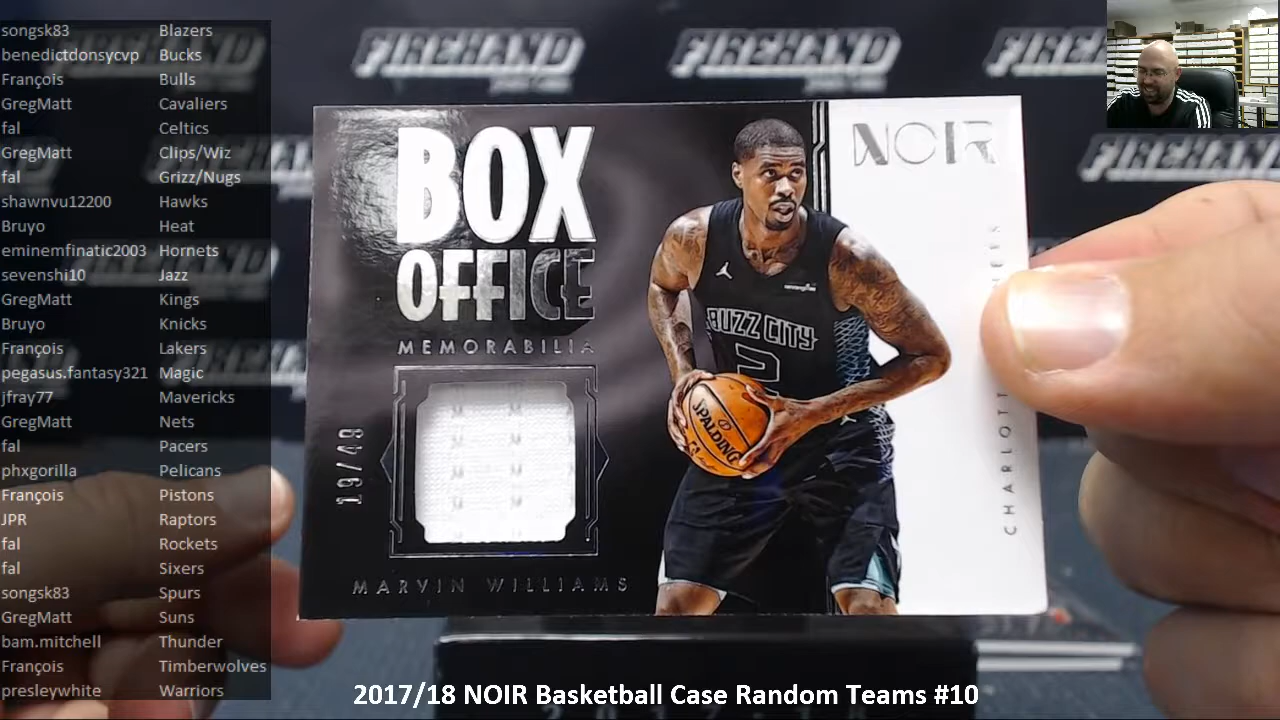 songsk83 Blazers
benedictdonsycvp Bucks
François Bulls
GregMatt Cavaliers
fal Celtics
GregMatt Clips/Wiz
fal Grizz/Nugs
shawnvu12200 Hawks
Bruyo Heat
eminemfinatic2003 Hornets
sevenshi10 Jazz
GregMatt Kings
Bruyo Knicks
François Lakers
pegasus.fantasy321 Magic
jfray77 Mavericks
GregMatt Nets
fal Pacers
phxgorilla Pelicans
François Pistons
JPR Raptors
fal Rockets
fal Sixers
songsk83 Spurs
GregMatt Suns
bam.mitchell Thunder
François Timberwolves
presleywhite Warriors
FIREHAND
FIREHAND
FIREHAND
FIREHAND
BOX
OFFICE
MEMORABILIA
19/49
MARVIN WILLIAMS
NOIR
BUZZ CITY
2
SPALDING
2017/18 NOIR Basketball Case Random Teams #10